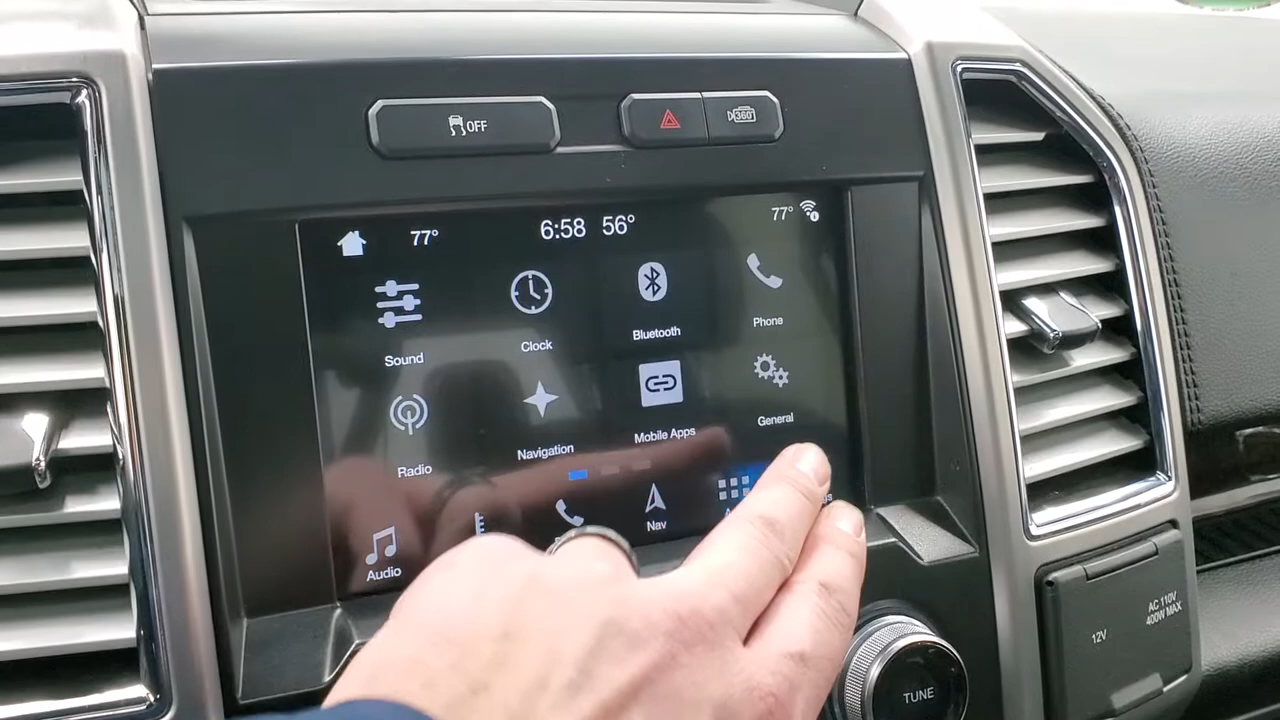 OFF
360°
77°
6:58
56°
77°
Sound
Clock
Bluetooth
Phone
Radio
Navigation
Mobile Apps
General
Audio
Nav
12V
AC 110V
400W MAX
TUNE